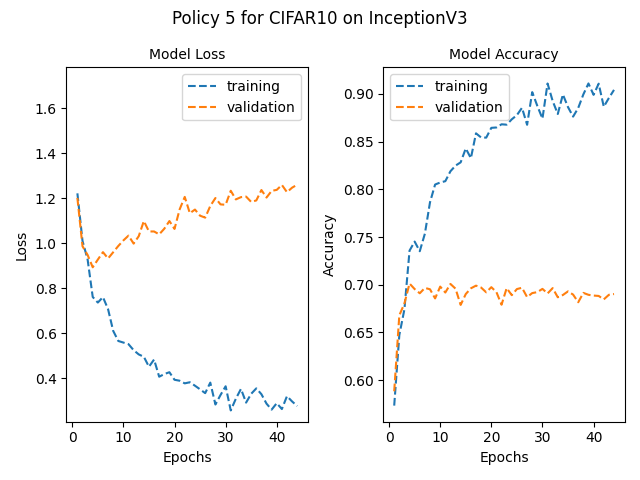 Policy 5 for CIFAR10 on InceptionV3
Model Loss
training
validation
1.6
1.4
1.2
1.0
0.8
0.6
0.4
Loss
0 10 20 30 40
Epochs
Model Accuracy
training
validation
0.90
0.85
0.80
0.75
0.70
0.65
0.60
Accuracy
0 10 20 30 40
Epochs